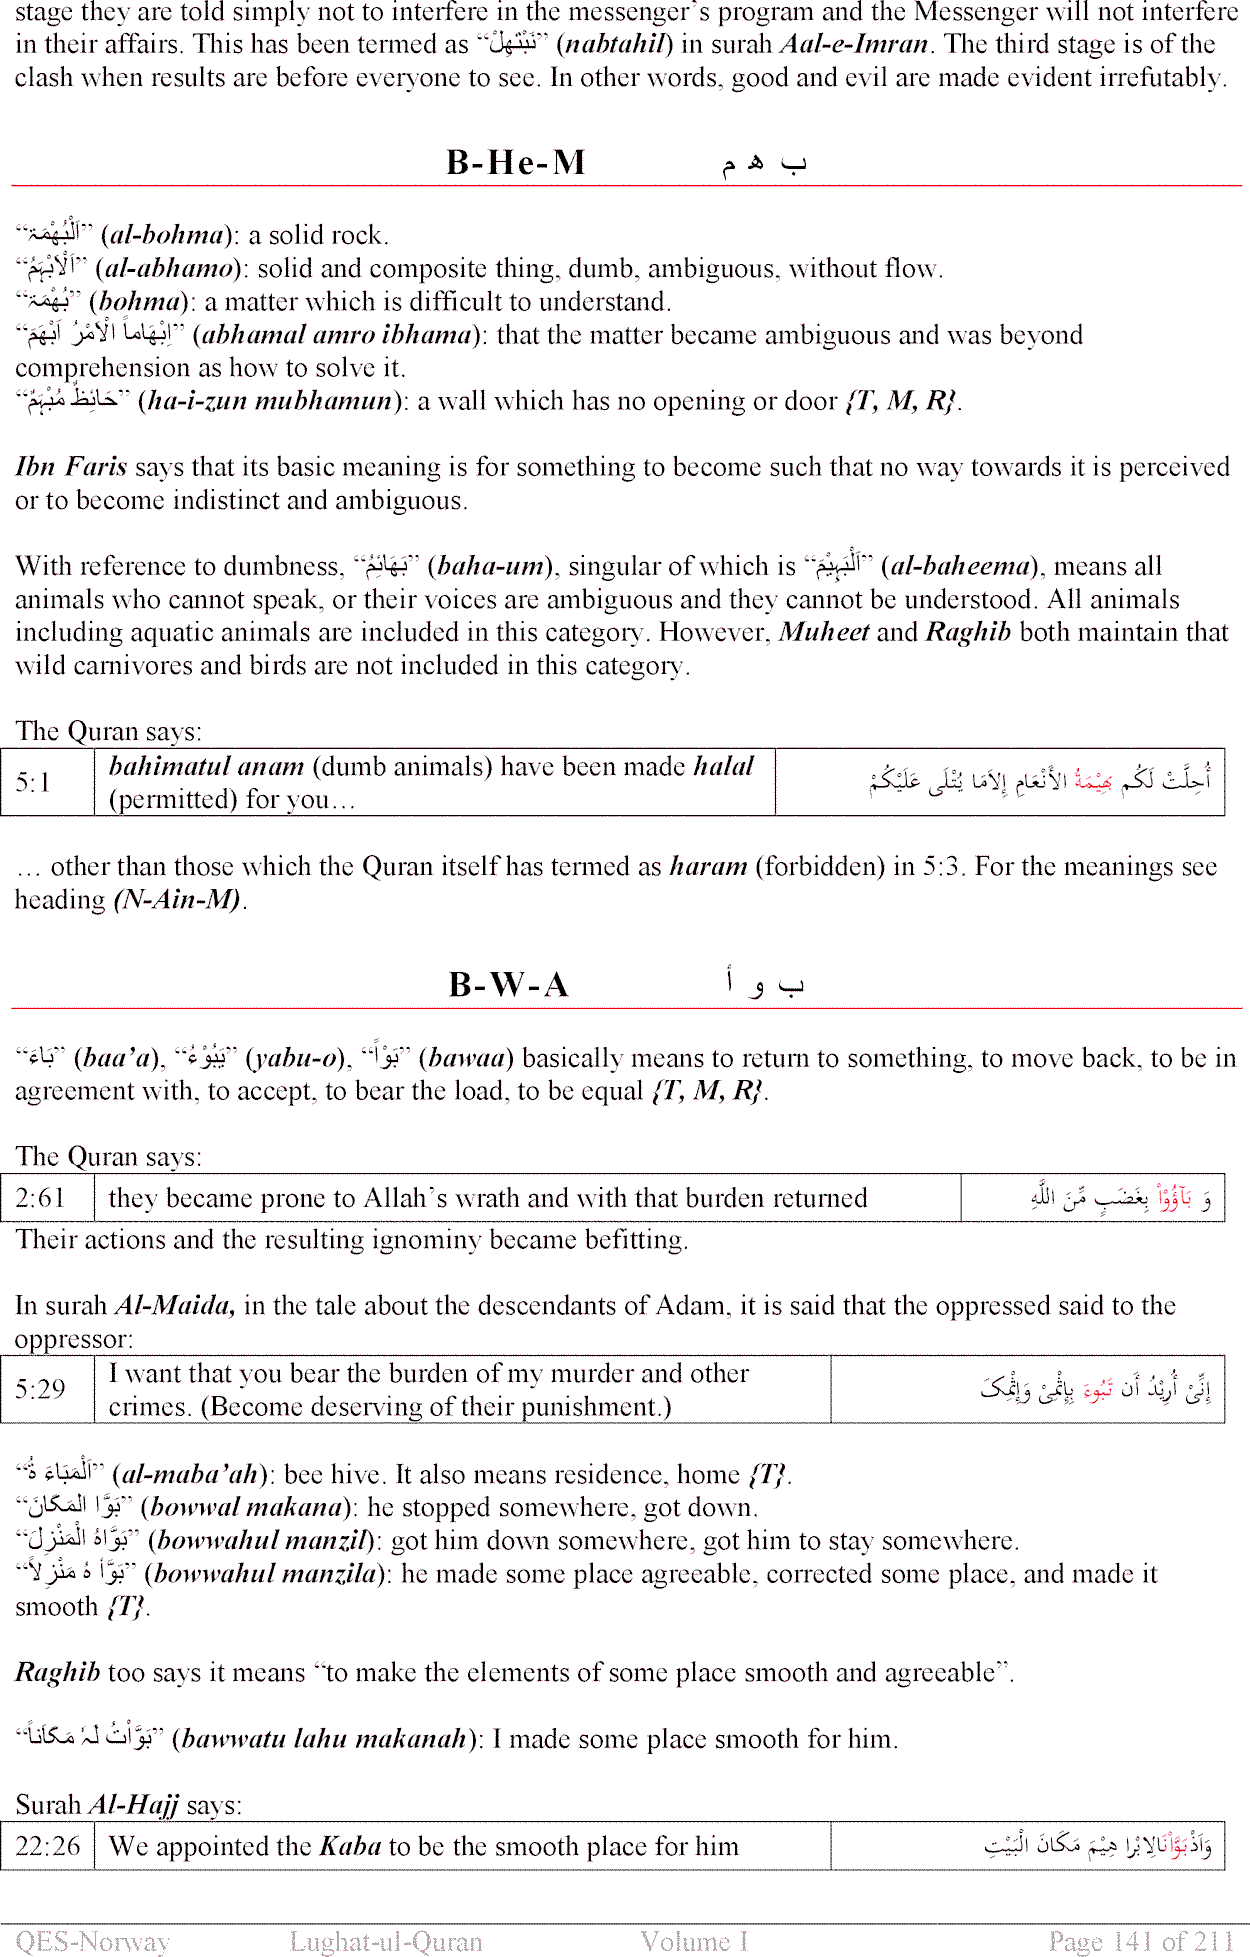 stage they are told simply not to interfere in the messenger's program and the Messenger will not interfere
in their affairs. This has been termed as “نَبْتَهِلْ” (nabtahil) in surah Aal-e-Imran. The third stage is of the
clash when results are before everyone to see. In other words, good and evil are made evident irrefutably.
B-He-M ب ھ م
“اَلْبُهْمَۃ” (al-bohma): a solid rock.
“اَلْاَبْہَمُ” (al-abhamo): solid and composite thing, dumb, ambiguous, without flow.
“بُهْمَۃ” (bohma): a matter which is difficult to understand.
“اِبْهَاماً الْاَمْرُ اَبْهَمَ” (abhamal amro ibhama): that the matter became ambiguous and was beyond
comprehension as how to solve it.
“حَائِظٌ مُبْہَمٌ” (ha-i-zun mubhamun): a wall which has no opening or door {T, M, R}.
Ibn Faris says that its basic meaning is for something to become such that no way towards it is perceived
or to become indistinct and ambiguous.
With reference to dumbness, “بَهَائِمُ” (baha-um), singular of which is “اَلْبَہِیْمَ” (al-baheema), means all
animals who cannot speak, or their voices are ambiguous and they cannot be understood. All animals
including aquatic animals are included in this category. However, Muheet and Raghib both maintain that
wild carnivores and birds are not included in this category.
The Quran says:
5:1 bahimatul anam (dumb animals) have been made halal أُحِلَّتْ لَكُم بَهِيْمَةُ الأَنْعَامِ إِلاَمَا يُتْلَى عَلَيْكُمْ
(permitted) for you…
… other than those which the Quran itself has termed as haram (forbidden) in 5:3. For the meanings see
heading (N-Ain-M).
B-W-A ب و أ
“بَاءَ” (baa’a), “يَبُوْءُ” (yabu-o), “بَوْاً” (bawaa) basically means to return to something, to move back, to be in
agreement with, to accept, to bear the load, to be equal {T, M, R}.
The Quran says:
2:61 they became prone to Allah’s wrath and with that burden returned وَ بَآؤُوْاْ بِغَضَبٍ مِّنَ اللَّهِ
Their actions and the resulting ignominy became befitting.
In surah Al-Maida, in the tale about the descendants of Adam, it is said that the oppressed said to the
oppressor:
5:29 I want that you bear the burden of my murder and other إِنِّىْ أُرِيْدُ أَن تَبُوءَ بِإِثْمِىْ وَإِثْمِكَ
crimes. (Become deserving of their punishment.)
“اَلْمَبَاءَ ۃُ” (al-maba’ah): bee hive. It also means residence, home {T}.
“بَوَّا المَكَانَ” (bowwal makana): he stopped somewhere, got down.
“بَوَّاهُ الْمَنْزِلَ” (bowwahul manzil): got him down somewhere, got him to stay somewhere.
“بَوَّأ هُ مَنْزِلاً” (bowwahul manzila): he made some place agreeable, corrected some place, and made it
smooth {T}.
Raghib too says it means “to make the elements of some place smooth and agreeable”.
“بَوَّاْتُ لَہٗ مَكَاناً” (bawwatu lahu makanah): I made some place smooth for him.
Surah Al-Hajj says:
22:26 We appointed the Kaba to be the smooth place for him وَاَذْبَوَّاْنَالِابْرا هِيْمَ مَكَانَ الْبَيْتِ
QES-Norway Lughat-ul-Quran Volume I Page 141 of 211